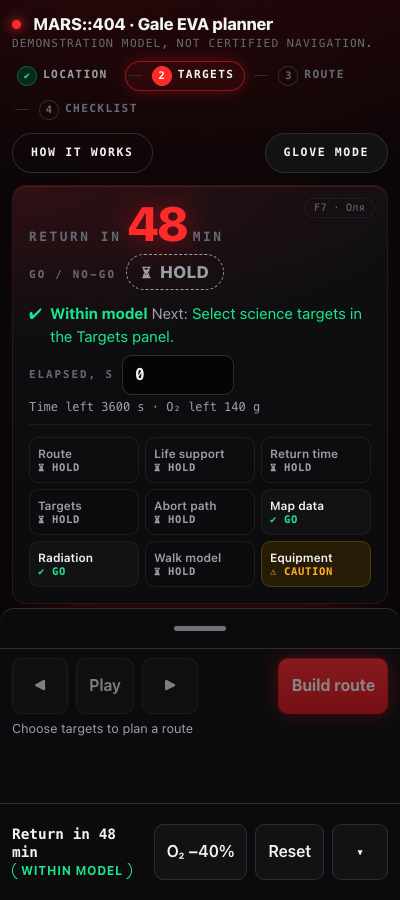 MARS::404 · Gale EVA planner
DEMONSTRATION MODEL, NOT CERTIFIED NAVIGATION.
✔ LOCATION — 2 TARGETS — 3 ROUTE
— 4 CHECKLIST
HOW IT WORKS GLOVE MODE
F7 · Оля
RETURN IN 48 MIN
GO / NO-GO ⏳ HOLD
✔ Within model Next: Select science targets in
the Targets panel.
ELAPSED, S 0
Time left 3600 s · O₂ left 140 g
Route Life support Return time
⏳ HOLD ⏳ HOLD ⏳ HOLD
Targets Abort path Map data
⏳ HOLD ⏳ HOLD ✔ GO
Radiation Walk model Equipment
✔ GO ⏳ HOLD ⚠ CAUTION
◀ Play ▶ Build route
Choose targets to plan a route
Return in 48
min
( WITHIN MODEL )
O₂ −40% Reset ▾